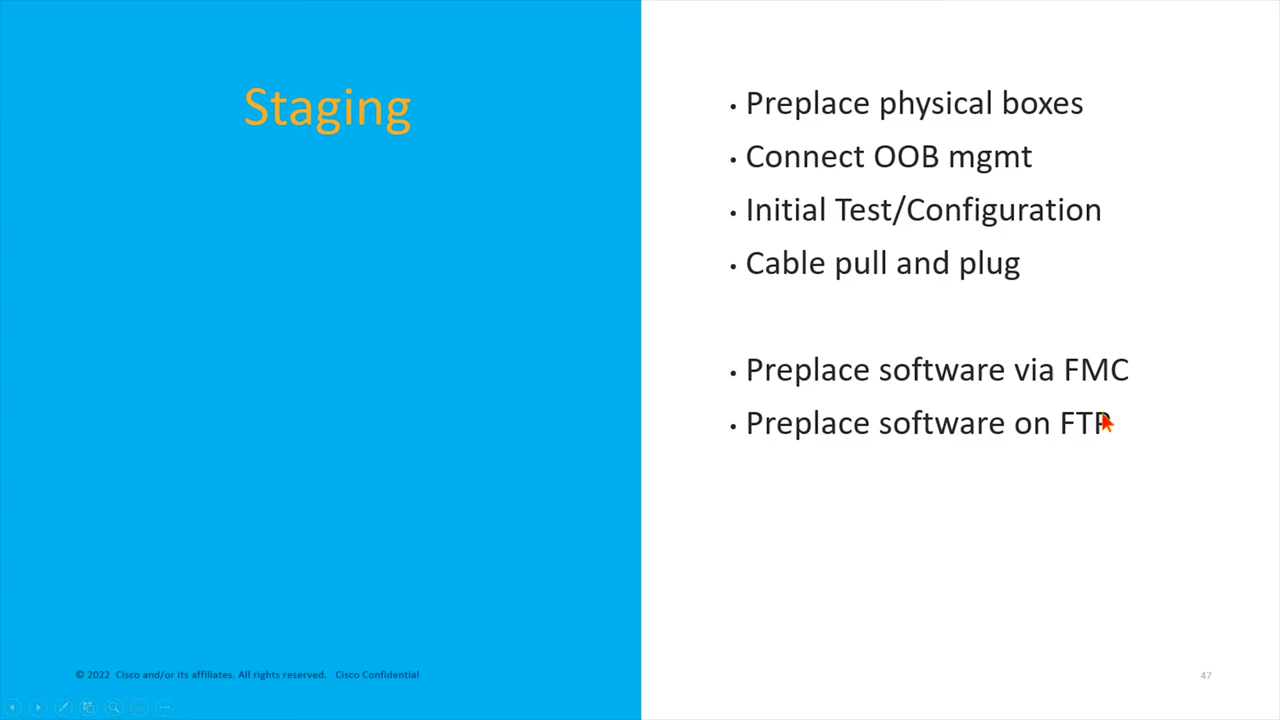 Staging
• Preplace physical boxes
• Connect OOB mgmt
• Initial Test/Configuration
• Cable pull and plug
• Preplace software via FMC
• Preplace software on FTP
© 2022 Cisco and/or its affiliates. All rights reserved. Cisco Confidential
47